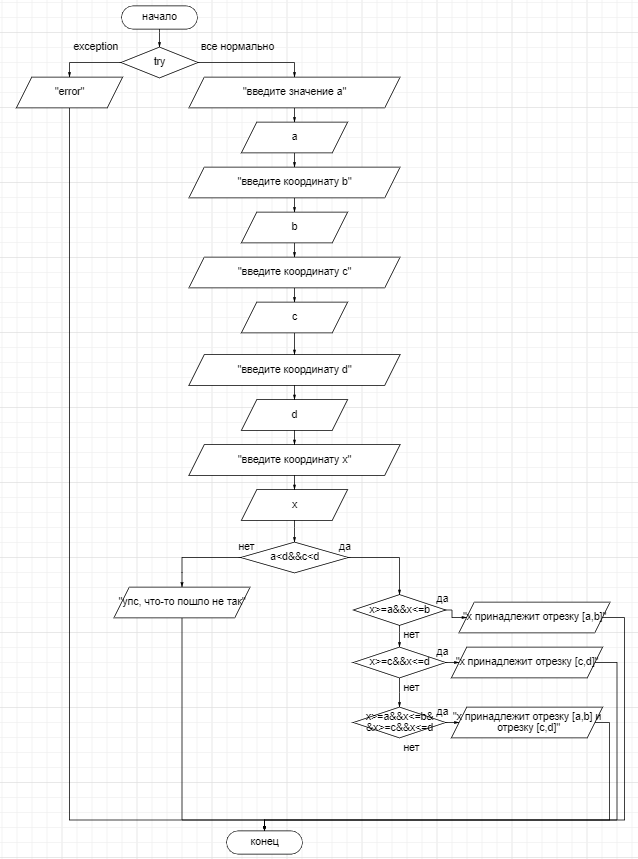 начало
exception
все нормально
try
"error"
"введите значение a"
a
"введите координату b"
b
"введите координату c"
c
"введите координату d"
d
"введите координату x"
x
нет
a<d&&c<d
да
"упс, что-то пошло не так"
x>=a&&x<=b
да
"x принадлежит отрезку [a,b]"
нет
x>=c&&x<=d
да
"x принадлежит отрезку [c,d]"
нет
x>=a&&x<=b&
&x>=c&&x<=d
да
"x принадлежит отрезку [a,b] и
отрезку [c,d]"
нет
конец